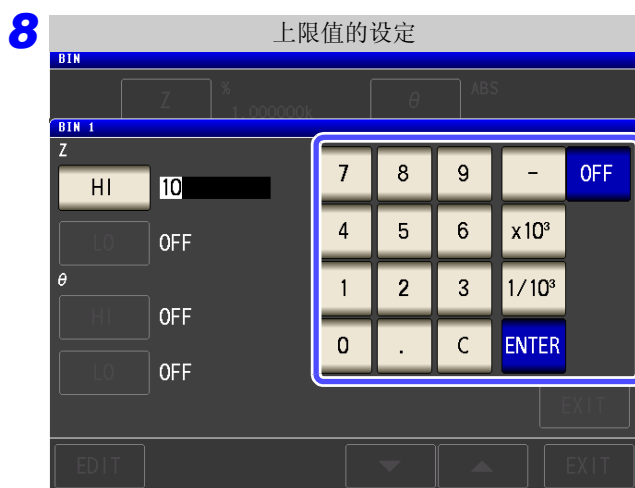 8 上限值的设定
BIN
Z % 1.000000k θ ABS
BIN 1
Z
HI 10
LO OFF
θ
HI OFF
LO OFF
7 8 9 - OFF
4 5 6 x10³
1 2 3 1/10³
0 . C ENTER
EXIT
EDIT EXIT